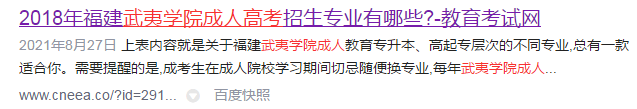 2018年福建武夷学院成人高考招生专业有哪些?-教育考试网
2021年8月27日 上表内容就是关于福建武夷学院成人教育专升本、高起专层次的不同专业,总有一款
适合你。需要提醒的是,成考生在成人院校学习期间切忌随便换专业,每年武夷学院成人...
www.cneea.co/?id=291... 百度快照